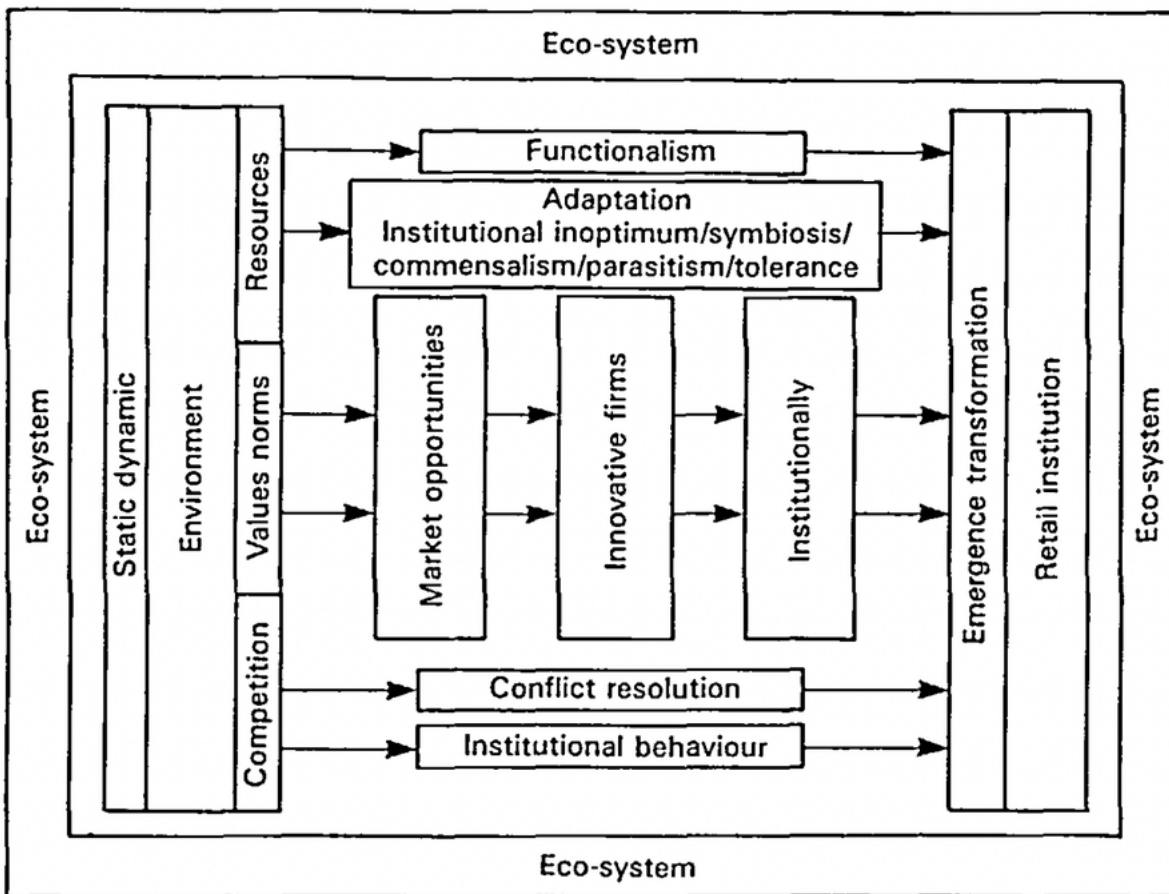 Eco-system
Eco-system
Static dynamic
Environment
Resources
Values norms
Competition
Functionalism
Adaptation
Institutional inoptimum/symbiosis/
commensalism/parasitism/tolerance
Market opportunities
Innovative firms
Institutionally
Conflict resolution
Institutional behaviour
Emergence transformation
Retail institution
Eco-system
Eco-system